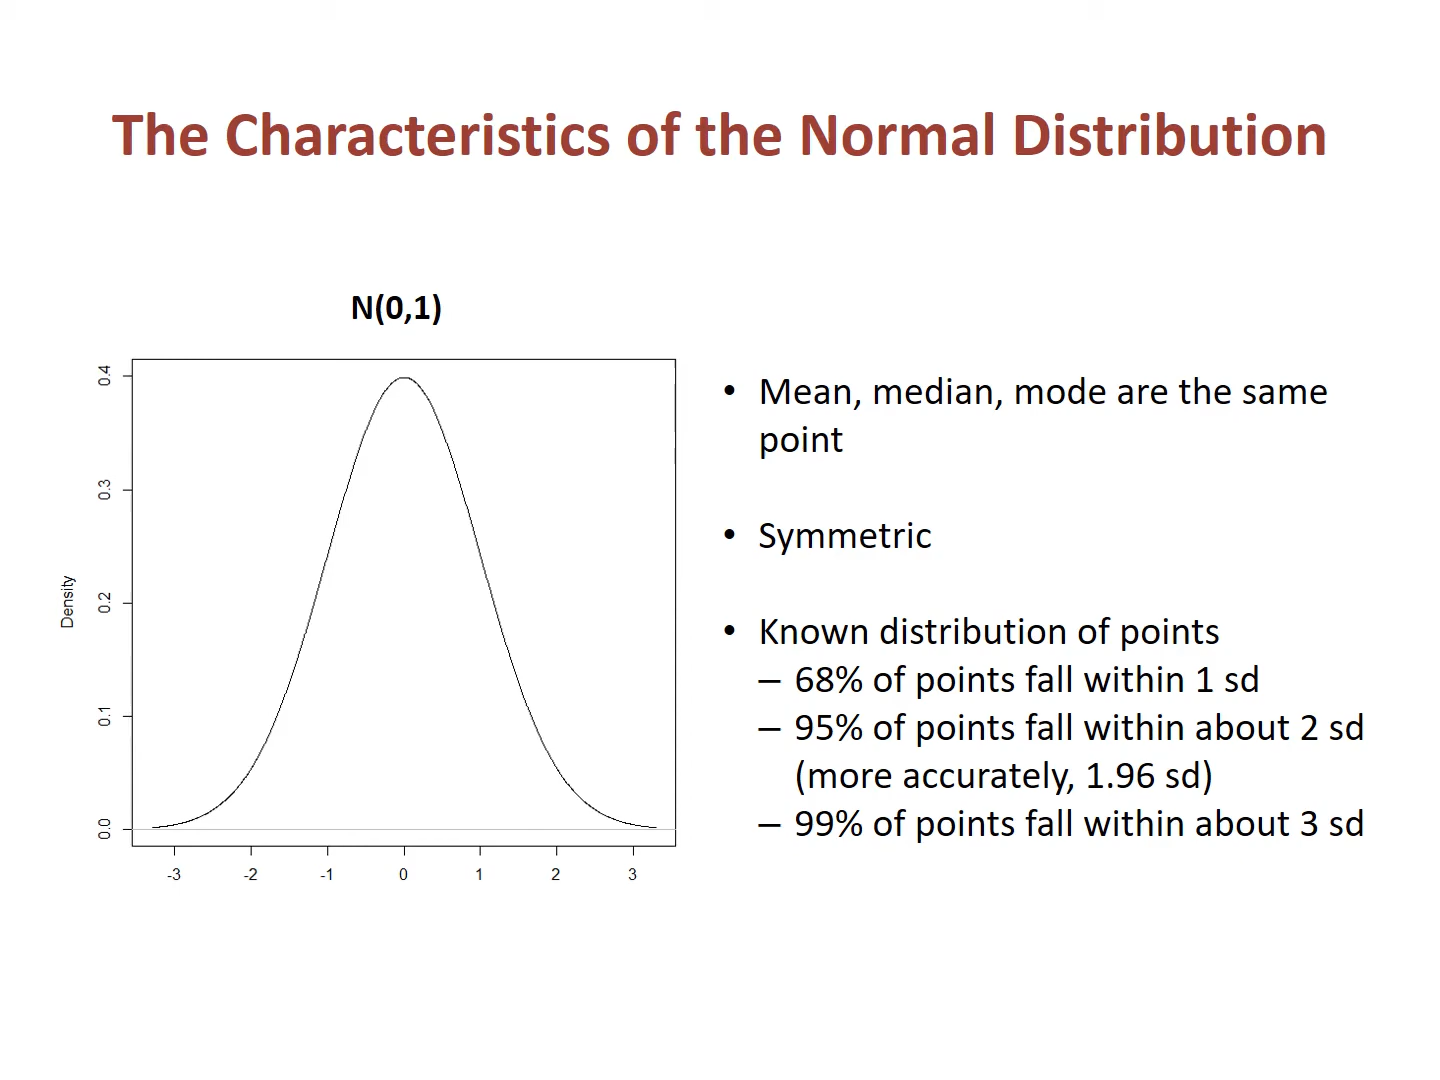 The Characteristics of the Normal Distribution
N(0,1)
0.4
0.3
0.2
0.1
0.0
Density
-3 -2 -1 0 1 2 3
• Mean, median, mode are the same
point
• Symmetric
• Known distribution of points
– 68% of points fall within 1 sd
– 95% of points fall within about 2 sd
(more accurately, 1.96 sd)
– 99% of points fall within about 3 sd